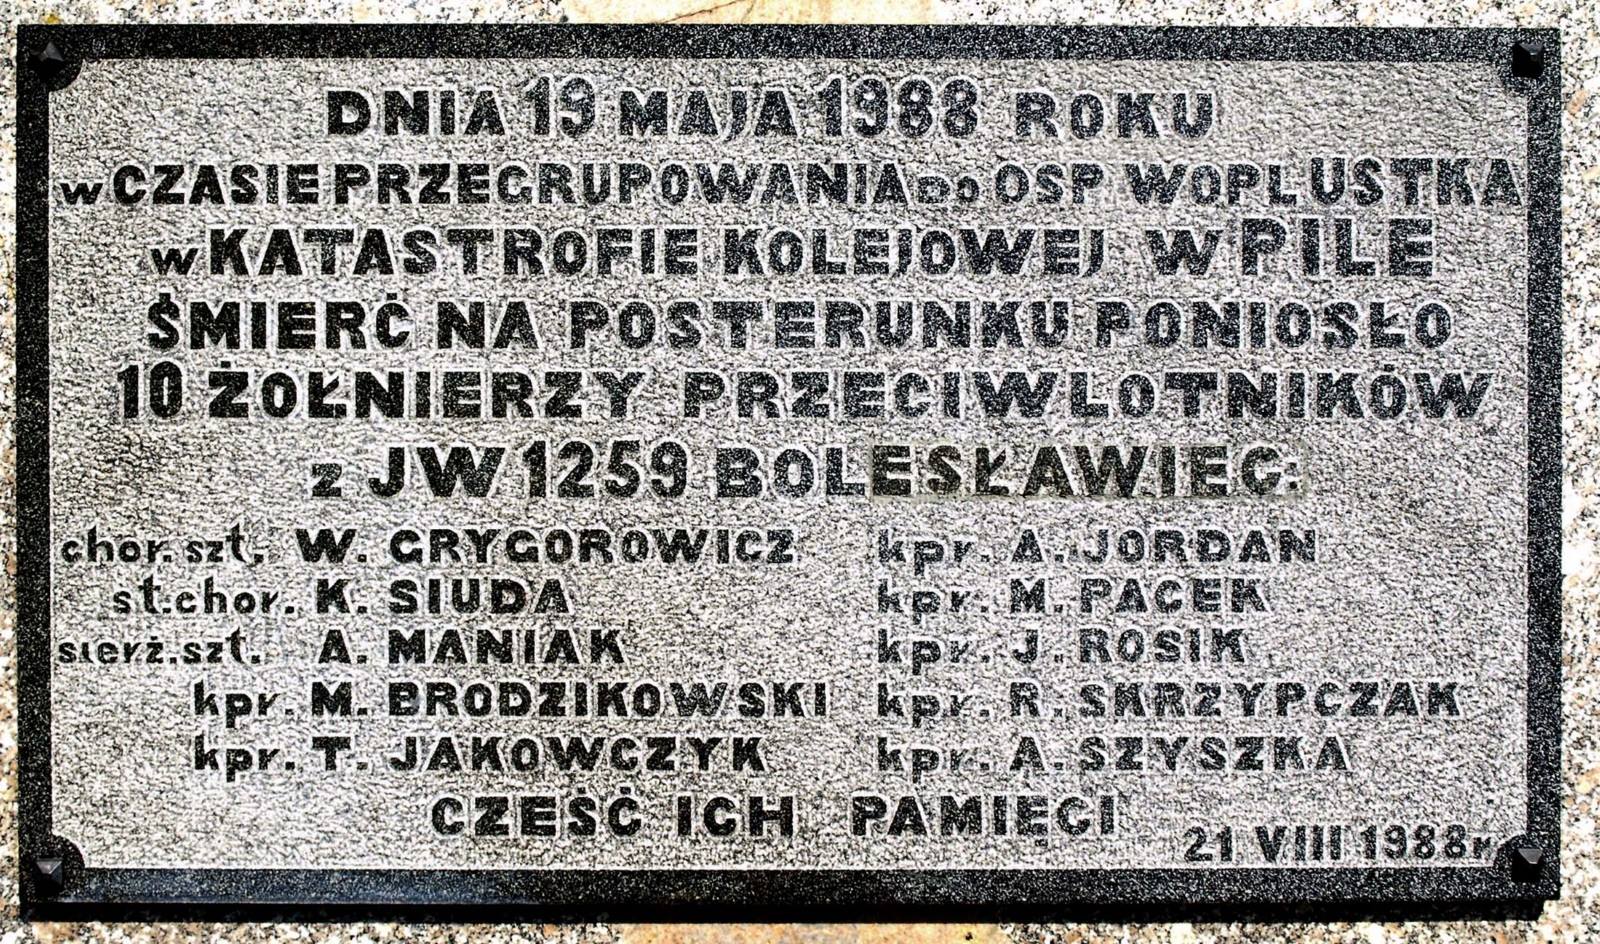 DNIA 19 MAJA 1988 ROKU
w CZASIE PRZEGRUPOWANIA DO OSP WOPL USTKA
w KATASTROFIE KOLEJOWEJ W PILE
ŚMIERĆ NA POSTERUNKU PONIOSŁO
10 ŻOŁNIERZY PRZECIWLOTNIKÓW
z JW 1259 BOLESŁAWIEC:
chor. szt. W. GRYGOROWICZ
st.chor. K. SIUDA
sierż.szt. A. MANIAK
kpr. M. BRODZIKOWSKI
kpr. T. JAKOWCZYK
kpr. A. JORDAN
kpr. M. PACEK
kpr. J. ROSIK
kpr. R. SKRZYPCZAK
kpr. A. SZYSZKA
CZEŚĆ ICH PAMIĘCI
21 VIII 1988r